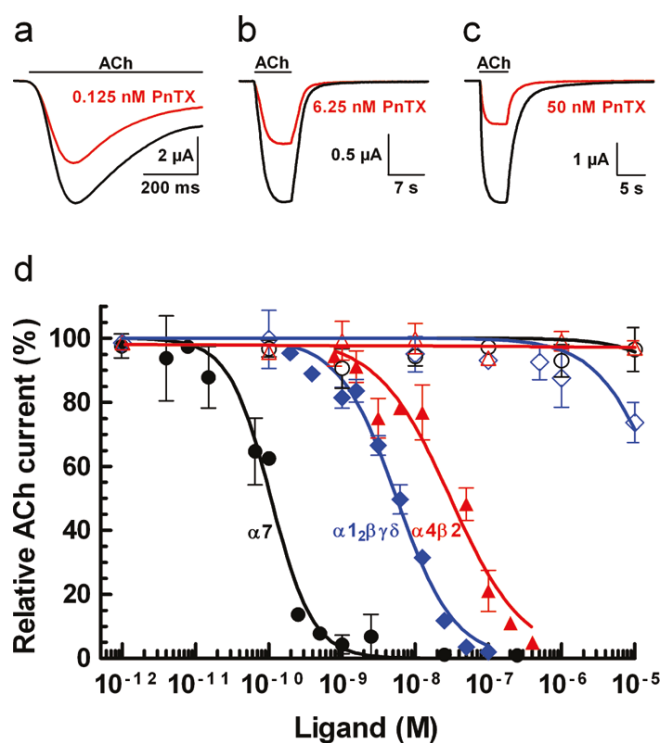 a
b
c
ACh
ACh
ACh
0.125 nM PnTX
6.25 nM PnTX
50 nM PnTX
2 µA
200 ms
0.5 µA
7 s
1 µA
5 s
d
Relative ACh current (%)
120
100
80
60
40
20
0
α7
α1₂βγδ
α4β2
10⁻¹² 10⁻¹¹ 10⁻¹⁰ 10⁻⁹ 10⁻⁸ 10⁻⁷ 10⁻⁶ 10⁻⁵
Ligand (M)